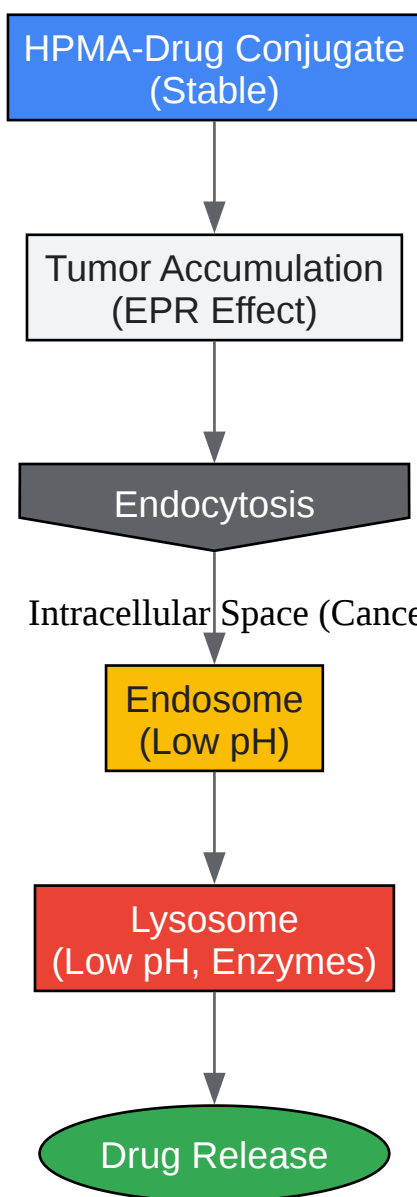 HPMA-Drug Conjugate
(Stable)
Tumor Accumulation
(EPR Effect)
Endocytosis
Intracellular Space
Endosome
(Low pH)
Lysosome
(Low pH, Enzymes)
Drug Release